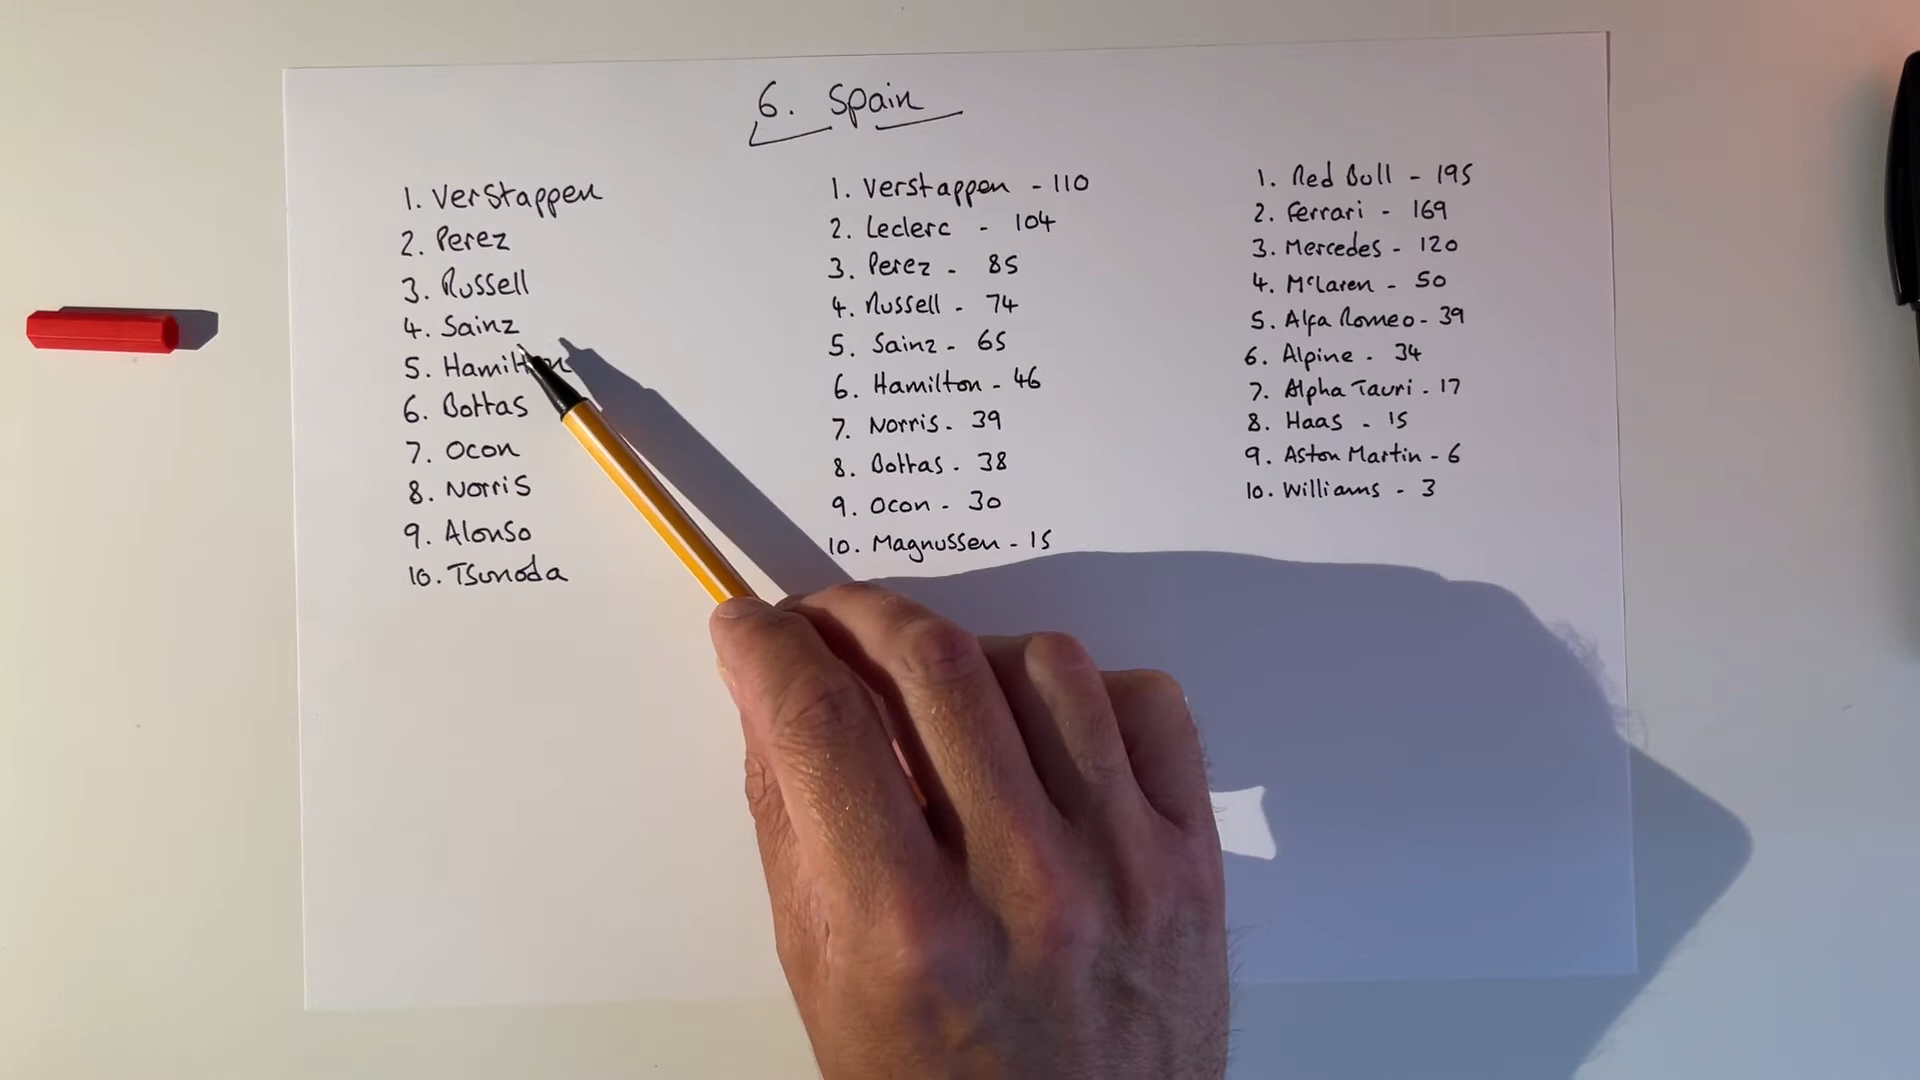 6. Spain
1. Verstappen
2. Perez
3. Russell
4. Sainz
5. Hamilton
6. Bottas
7. Ocon
8. Norris
9. Alonso
10. Tsunoda
1. Verstappen - 110
2. Leclerc - 104
3. Perez - 85
4. Russell - 74
5. Sainz - 65
6. Hamilton - 46
7. Norris - 39
8. Bottas - 38
9. Ocon - 30
10. Magnussen - 15
1. Red Bull - 195
2. Ferrari - 169
3. Mercedes - 120
4. McLaren - 50
5. Alfa Romeo - 39
6. Alpine - 34
7. Alpha Tauri - 17
8. Haas - 15
9. Aston Martin - 6
10. Williams - 3